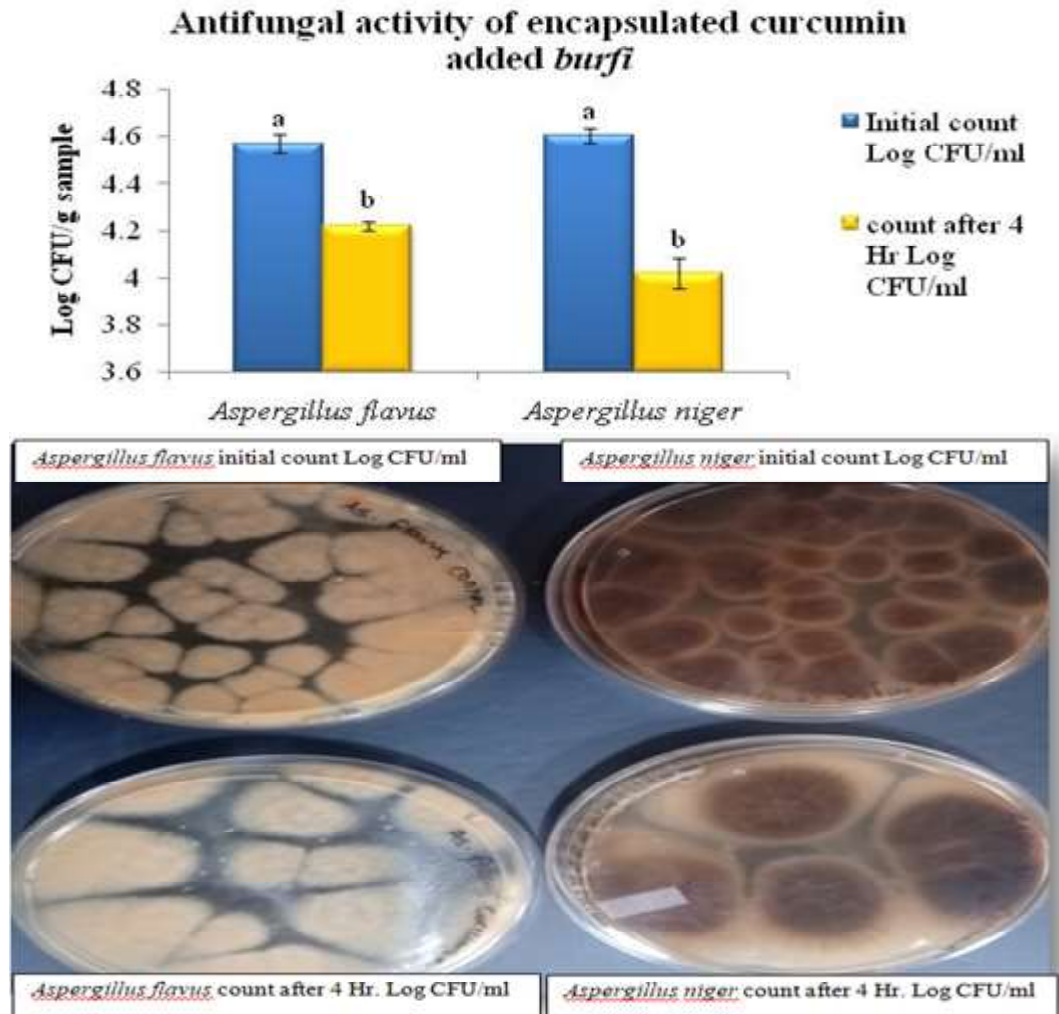 Antifungal activity of encapsulated curcumin
added burfi
4.8
4.6
4.4
4.2
4
3.8
3.6
Log CFU/g sample
a
b
a
b
Aspergillus flavus
Aspergillus niger
Initial count
Log CFU/ml
count after 4
Hr Log
CFU/ml
Aspergillus flavus initial count Log CFU/ml
Aspergillus niger initial count Log CFU/ml
Aspergillus flavus count after 4 Hr. Log CFU/ml
Aspergillus niger count after 4 Hr. Log CFU/ml